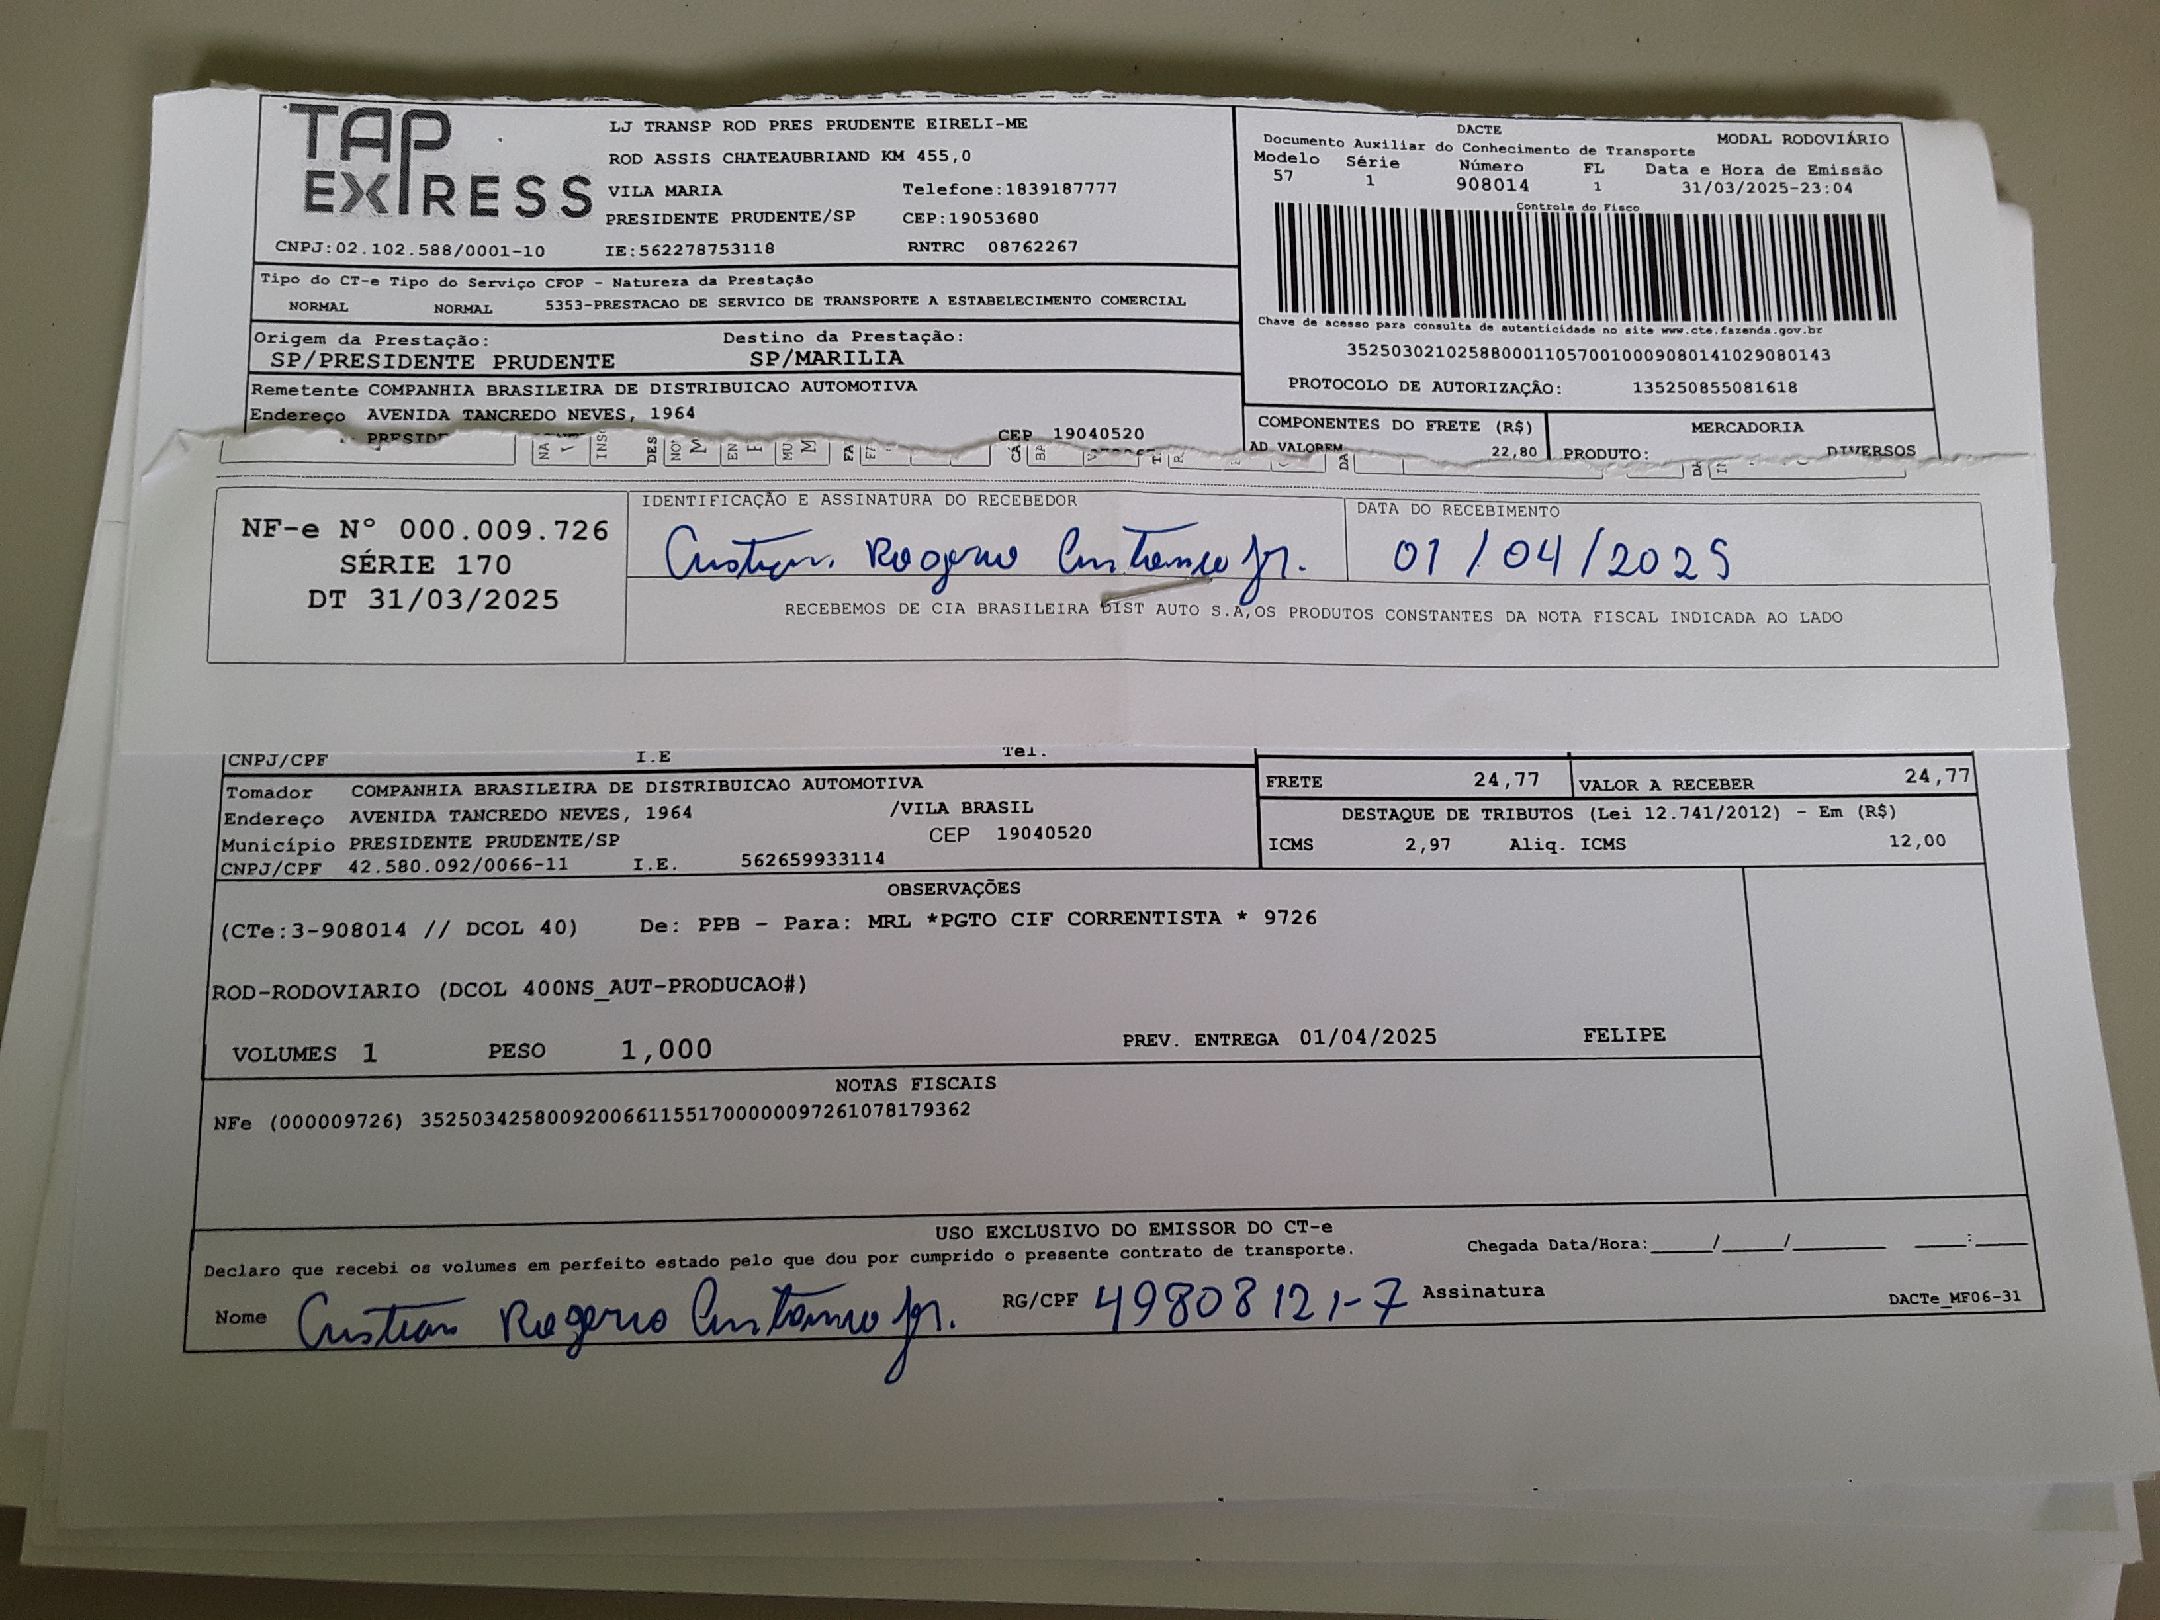 TAP
EXPRESS
LJ TRANSP ROD PRES PRUDENTE EIRELI-ME
ROD ASSIS CHATEAUBRIAND KM 455,0
VILA MARIA Telefone:1839187777
PRESIDENTE PRUDENTE/SP CEP:19053680
CNPJ:02.102.588/0001-10 IE:562278753118 RNTRC 08762267
DACTE
Documento Auxiliar do Conhecimento de Transporte MODAL RODOVIÁRIO
Modelo Série Número FL Data e Hora de Emissão
57 1 908014 1 31/03/2025-23:04
Controle do Fisco
Tipo do CT-e Tipo do Serviço CFOP - Natureza da Prestação
NORMAL NORMAL 5353-PRESTACAO DE SERVICO DE TRANSPORTE A ESTABELECIMENTO COMERCIAL
Chave de acesso para consulta de autenticidade no site www.cte.fazenda.gov.br
35250302102588000110570010009080141029080143
Origem da Prestação: Destino da Prestação:
SP/PRESIDENTE PRUDENTE SP/MARILIA
PROTOCOLO DE AUTORIZAÇÃO: 135250855081618
Remetente COMPANHIA BRASILEIRA DE DISTRIBUICAO AUTOMOTIVA
Endereço AVENIDA TANCREDO NEVES, 1964
CEP 19040520
COMPONENTES DO FRETE (R$) MERCADORIA
AD VALOREM 22,80 PRODUTO: DIVERSOS
NF-e Nº 000.009.726
SÉRIE 170
DT 31/03/2025
IDENTIFICAÇÃO E ASSINATURA DO RECEBEDOR DATA DO RECEBIMENTO
Cristian Rogerio Custonio Jr. 01/04/2025
RECEBEMOS DE CIA BRASILEIRA DIST AUTO S.A,OS PRODUTOS CONSTANTES DA NOTA FISCAL INDICADA AO LADO
CNPJ/CPF I.E Tel.
Tomador COMPANHIA BRASILEIRA DE DISTRIBUICAO AUTOMOTIVA
Endereço AVENIDA TANCREDO NEVES, 1964 /VILA BRASIL
Município PRESIDENTE PRUDENTE/SP CEP 19040520
CNPJ/CPF 42.580.092/0066-11 I.E. 562659933114
FRETE 24,77 VALOR A RECEBER 24,77
DESTAQUE DE TRIBUTOS (Lei 12.741/2012) - Em (R$)
ICMS 2,97 Aliq. ICMS 12,00
OBSERVAÇÕES
(CTe:3-908014 // DCOL 40) De: PPB - Para: MRL *PGTO CIF CORRENTISTA * 9726
ROD-RODOVIARIO (DCOL 400NS_AUT-PRODUCAO#)
VOLUMES 1 PESO 1,000 PREV. ENTREGA 01/04/2025 FELIPE
NOTAS FISCAIS
NFe (000009726) 35250342580092006611551700000097261078179362
USO EXCLUSIVO DO EMISSOR DO CT-e
Declaro que recebi os volumes em perfeito estado pelo que dou por cumprido o presente contrato de transporte. Chegada Data/Hora:_____/_____/________ ____:____
Nome Cristian Rogerio Custonio Jr. RG/CPF 49808121-7 Assinatura DACTe_MF06-31